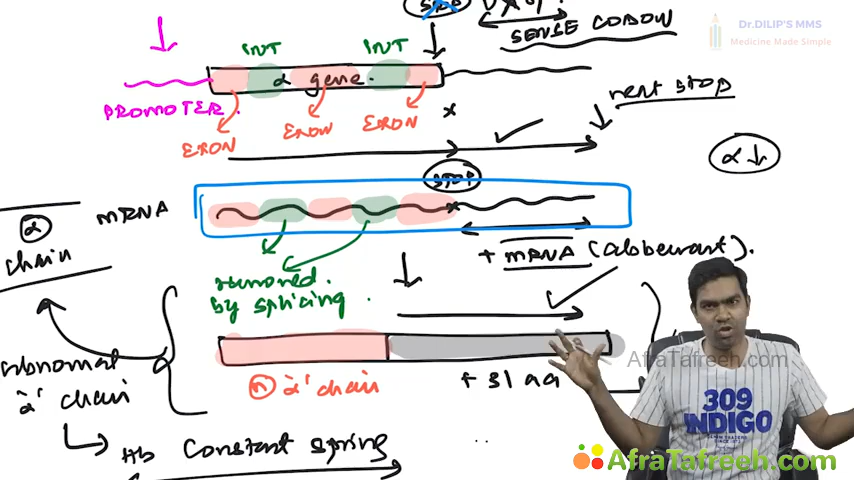 STOP
SENSE CODON
Dr.DILIP'S MMS
Medicine Made Simple
INT INT
α gene.
next STOP
PROMOTER
EXON EXON EXON
α↓
STOP
mRNA
α
chain
+ mRNA (abberant).
removed
by splicing.
AfraTafreeh.com
abnormal
'α' chain
(n) 'α' chain
+ 31 aa
309
INDIGO
Hb Constant spring
AfraTafreeh.com